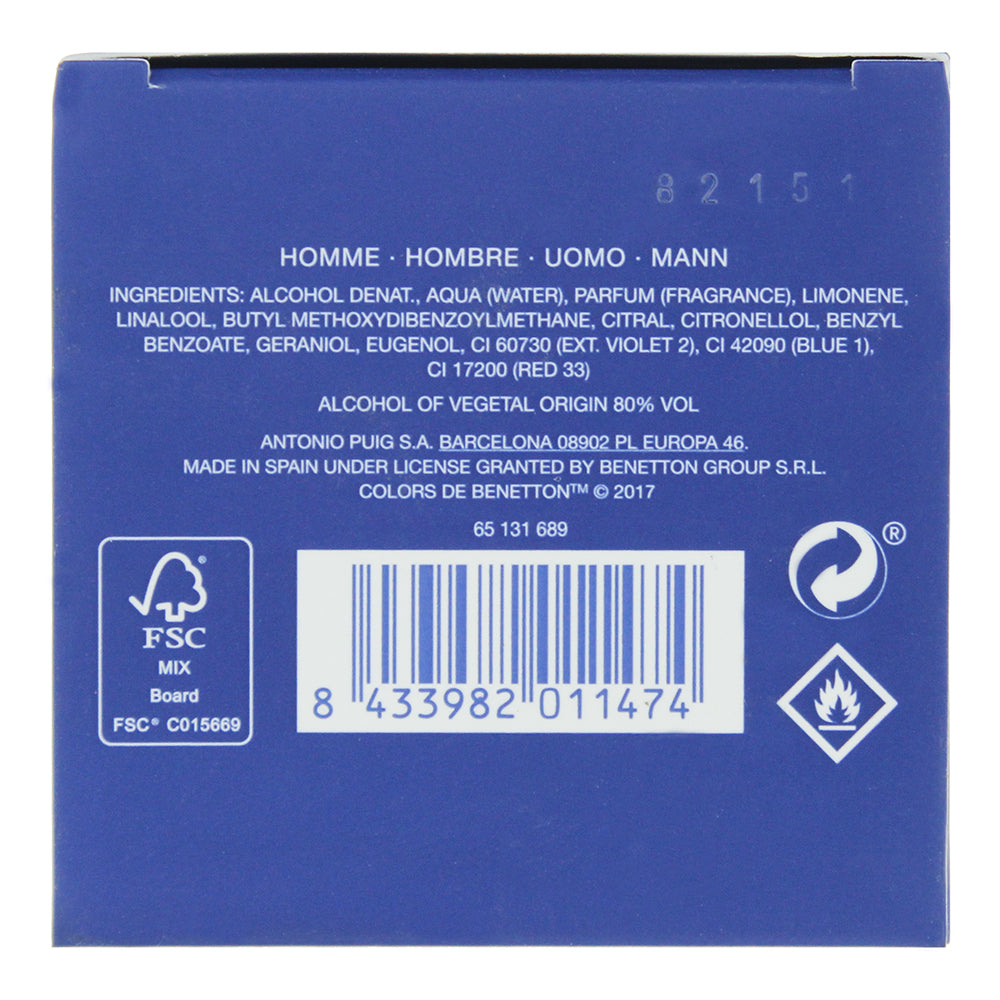 82151
HOMME · HOMBRE · UOMO · MANN
INGREDIENTS: ALCOHOL DENAT., AQUA (WATER), PARFUM (FRAGRANCE), LIMONENE,
LINALOOL, BUTYL METHOXYDIBENZOYLMETHANE, CITRAL, CITRONELLOL, BENZYL
BENZOATE, GERANIOL, EUGENOL, CI 60730 (EXT. VIOLET 2), CI 42090 (BLUE 1),
CI 17200 (RED 33)
ALCOHOL OF VEGETAL ORIGIN 80% VOL
ANTONIO PUIG S.A. BARCELONA 08902 PL EUROPA 46.
MADE IN SPAIN UNDER LICENSE GRANTED BY BENETTON GROUP S.R.L.
COLORS DE BENETTON™ © 2017
65 131 689
®
FSC
MIX
Board
FSC® C015669
8 433982 011474
®